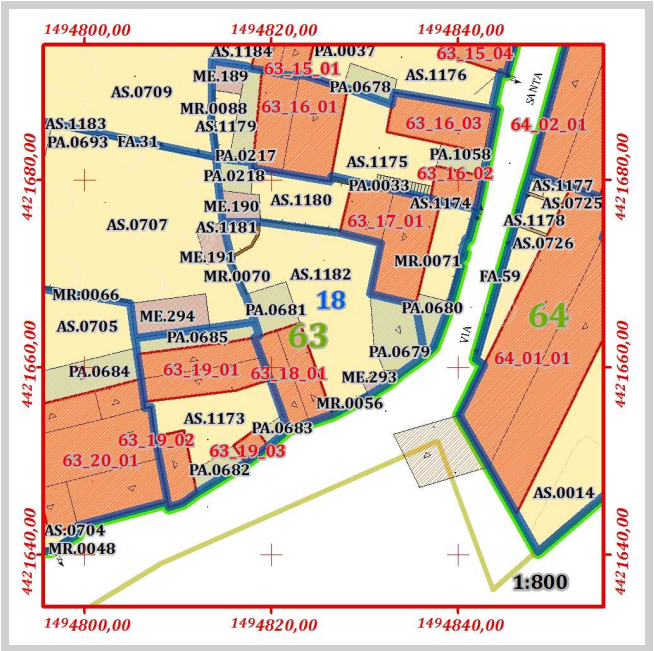 1494800,00 1494820,00 1494840,00
AS.1184 PA.0037 63_15_04
63_15_01
ME.189 AS.1176
AS.0709 PA.0678
MR.0088 63_16_01 SANTA
AS.1183 AS.1179 63_16_03 64_02_01
PA.0693 FA.31
PA.0217 AS.1175 PA.1058
4421680,00 PA.0218 63_16_02 4421680,00
PA.0033 AS.1177
ME.190 AS.1180 AS.1174 AS.0725
AS.0707 AS.1181 63_17_01 AS.1178
AS.0726
ME.191 MR.0071
MR.0070 AS.1182 FA.59
MR.0066 18
ME.294 PA.0681 PA.0680 64
AS.0705 63
PA.0685 VIA
PA.0679 64_01_01
4421660,00 PA.0684 63_19_01 63_18_01 4421660,00
ME.293
MR.0056
AS.1173
PA.0683
63_19_02
63_19_03
63_20_01 PA.0682
AS.0014
AS.0704
MR.0048
4421640,00 4421640,00
1:800
1494800,00 1494820,00 1494840,00